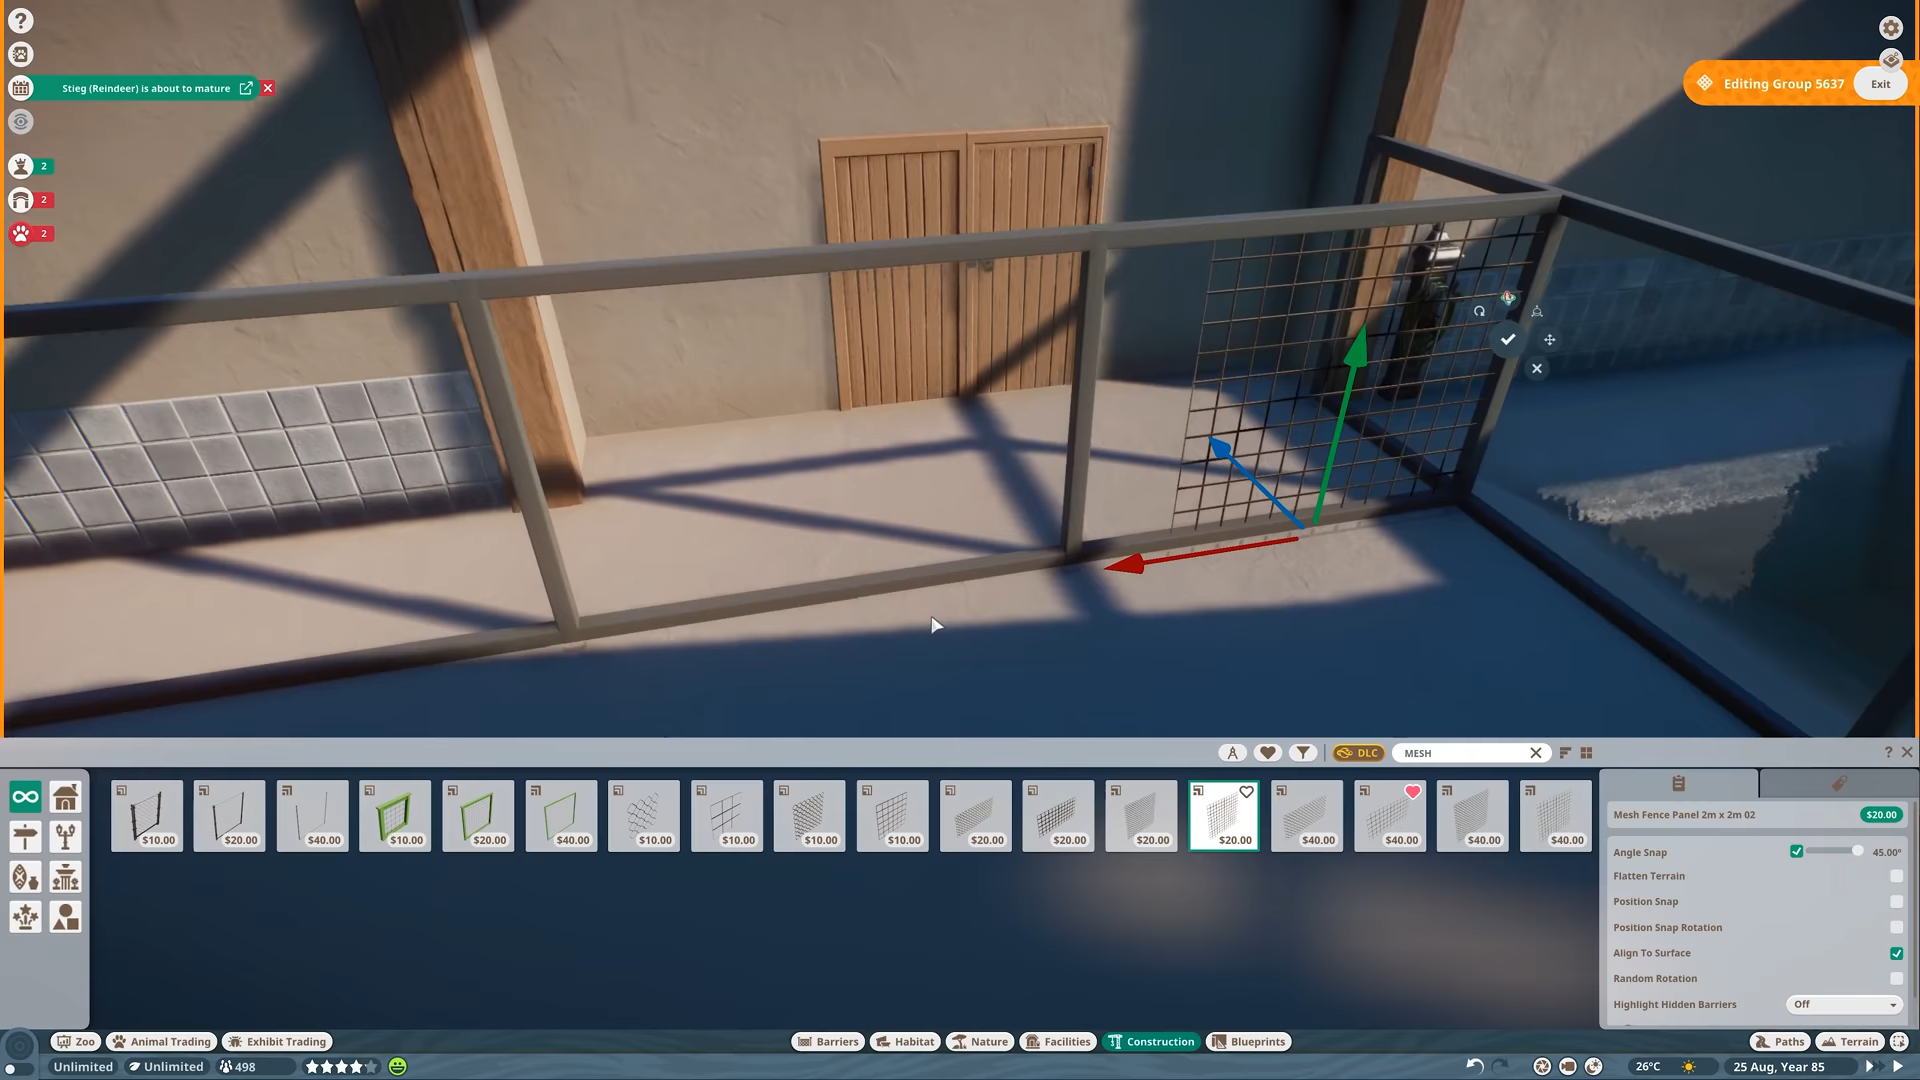 ?
Stieg (Reindeer) is about to mature
Editing Group 5637
Exit
2
2
2
DLC
MESH
?
$10.00
$20.00
$40.00
$10.00
$20.00
$40.00
$10.00
$10.00
$10.00
$10.00
$20.00
$20.00
$20.00
$20.00
$40.00
$40.00
$40.00
$40.00
Mesh Fence Panel 2m x 2m 02
$20.00
Angle Snap
45.00°
Flatten Terrain
Position Snap
Position Snap Rotation
Align To Surface
Random Rotation
Highlight Hidden Barriers
Off
Zoo
Animal Trading
Exhibit Trading
Barriers
Habitat
Nature
Facilities
Construction
Blueprints
Paths
Terrain
Unlimited
Unlimited
498
26°C
25 Aug, Year 85